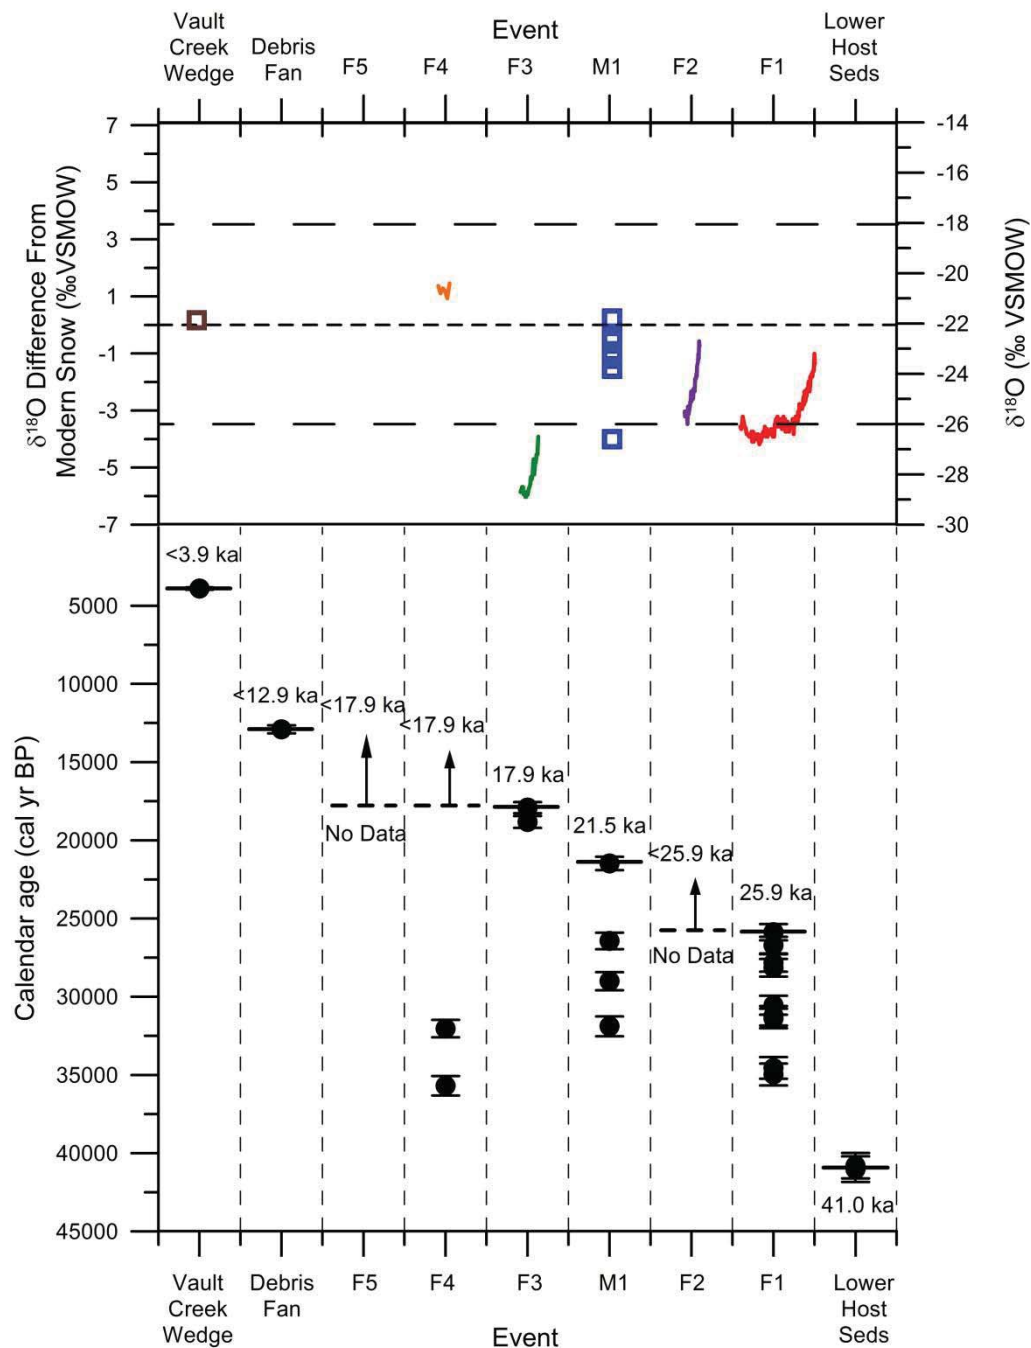 Event
Vault
Creek
Wedge
Debris
Fan
F5
F4
F3
M1
F2
F1
Lower
Host
Seds
δ¹⁸O Difference From
Modern Snow (‰VSMOW)
7
5
3
1
-1
-3
-5
-7
-14
-16
-18
-20
-22
-24
-26
-28
-30
δ¹⁸O (‰ VSMOW)
Calendar age (cal yr BP)
5000
10000
15000
20000
25000
30000
35000
40000
45000
<3.9 ka
<12.9 ka
<17.9 ka
No Data
<17.9 ka
17.9 ka
21.5 ka
<25.9 ka
No Data
25.9 ka
41.0 ka
Vault
Creek
Wedge
Debris
Fan
F5
F4
F3
M1
F2
F1
Lower
Host
Seds
Event